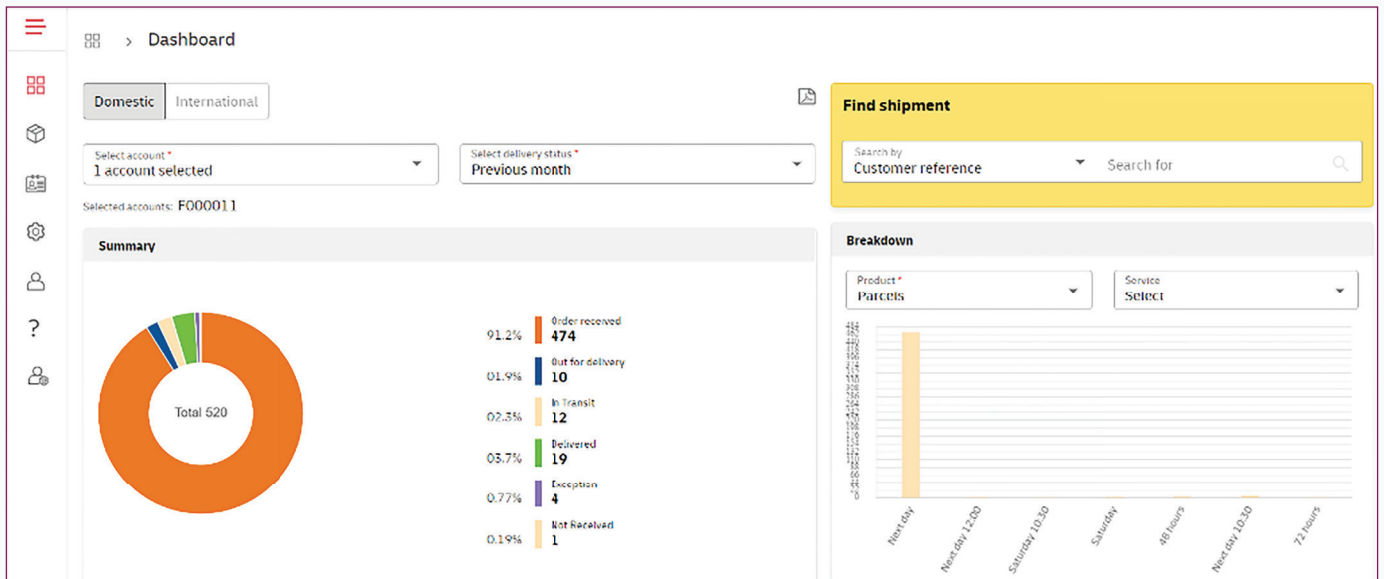 Dashboard
Domestic
International
Select account *
1 account selected
Select delivery status *
Previous month
Selected accounts: F000011
Find shipment
Search by
Customer reference
Search for
Summary
Total 520
91.2%
Order received
474
01.9%
Out for delivery
10
02.3%
In Transit
12
03.7%
Delivered
19
0.77%
Exception
4
0.19%
Not Received
1
Breakdown
Product *
Parcels
Service
Select
0
Next day
Next day 12:00
Saturday 10:30
Saturday
48 hours
Next day 10:30
72 hours